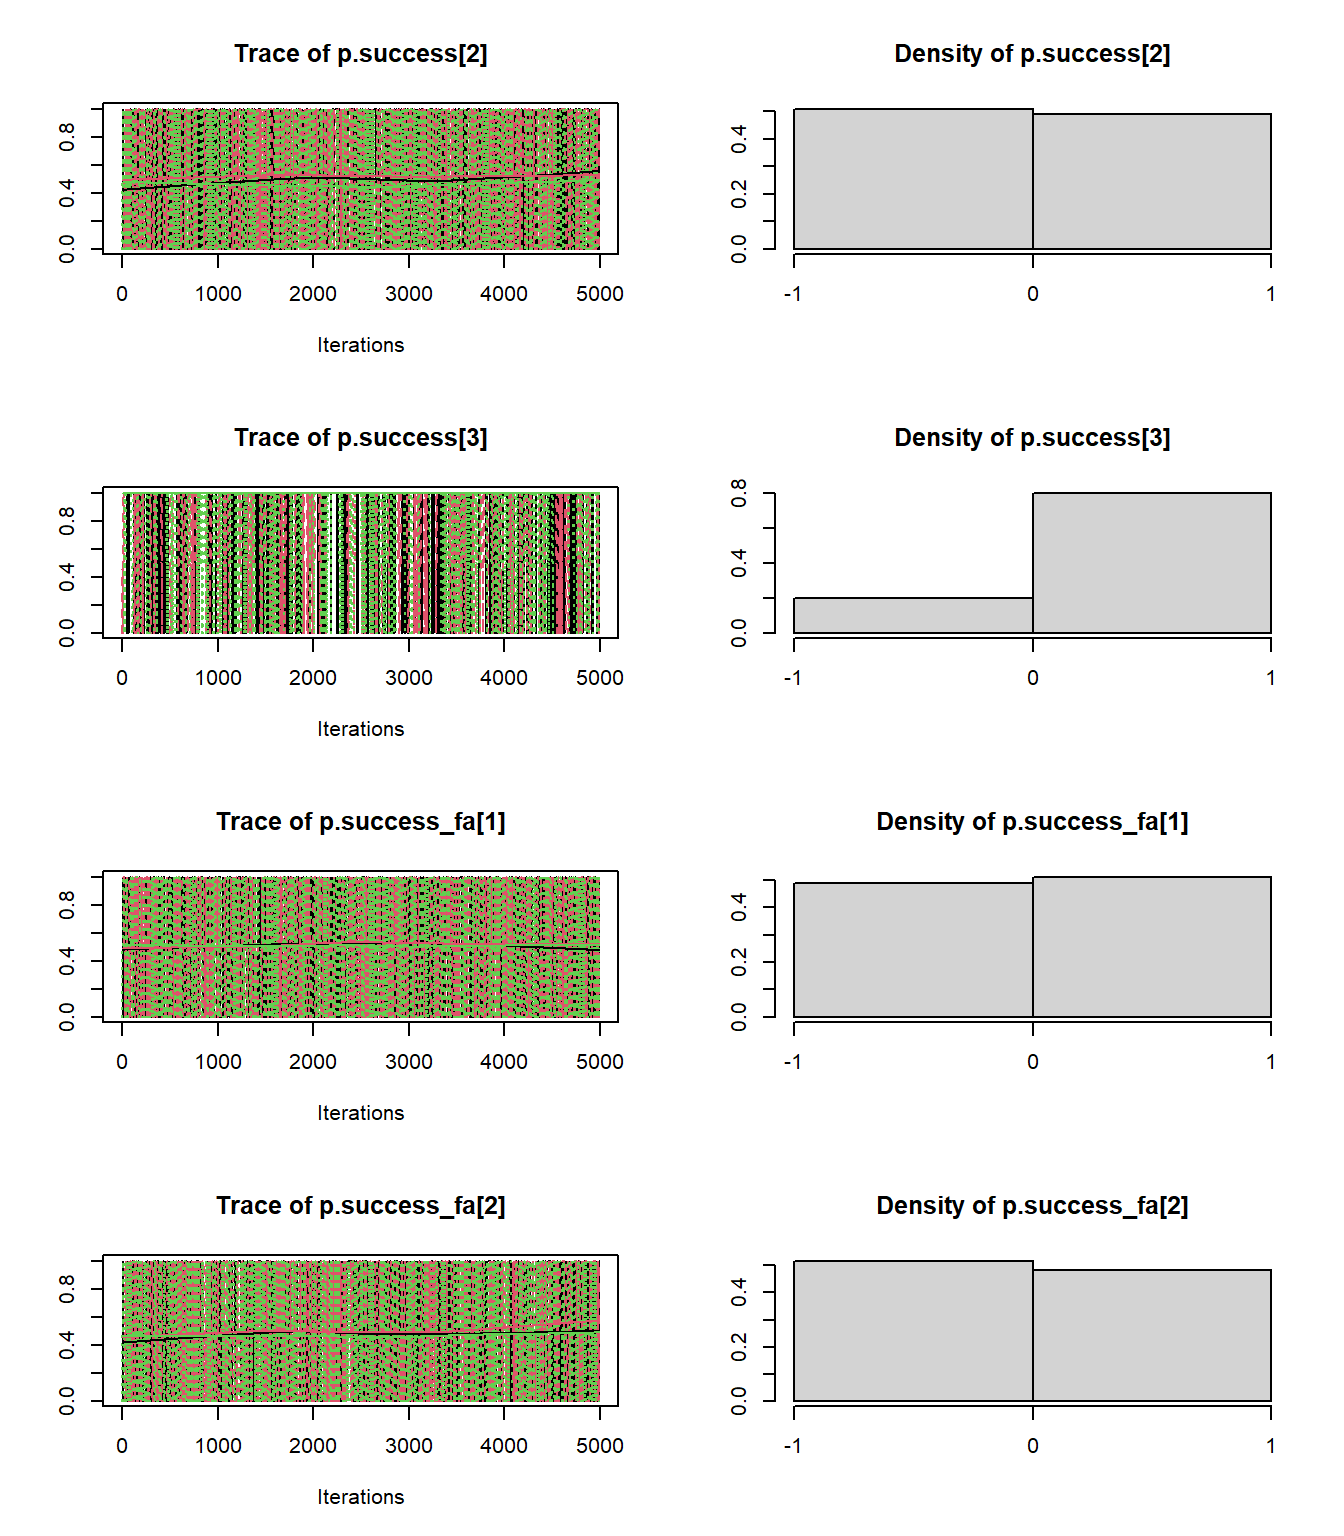 Trace of p.success[2]
Density of p.success[2]
0.0 0.4 0.8
0 1000 2000 3000 4000 5000
Iterations
0.0 0.2 0.4
-1 0 1
Trace of p.success[3]
Density of p.success[3]
0.0 0.4 0.8
0 1000 2000 3000 4000 5000
Iterations
0.0 0.4 0.8
-1 0 1
Trace of p.success_fa[1]
Density of p.success_fa[1]
0.0 0.4 0.8
0 1000 2000 3000 4000 5000
Iterations
0.0 0.2 0.4
-1 0 1
Trace of p.success_fa[2]
Density of p.success_fa[2]
0.0 0.4 0.8
0 1000 2000 3000 4000 5000
Iterations
0.0 0.2 0.4
-1 0 1